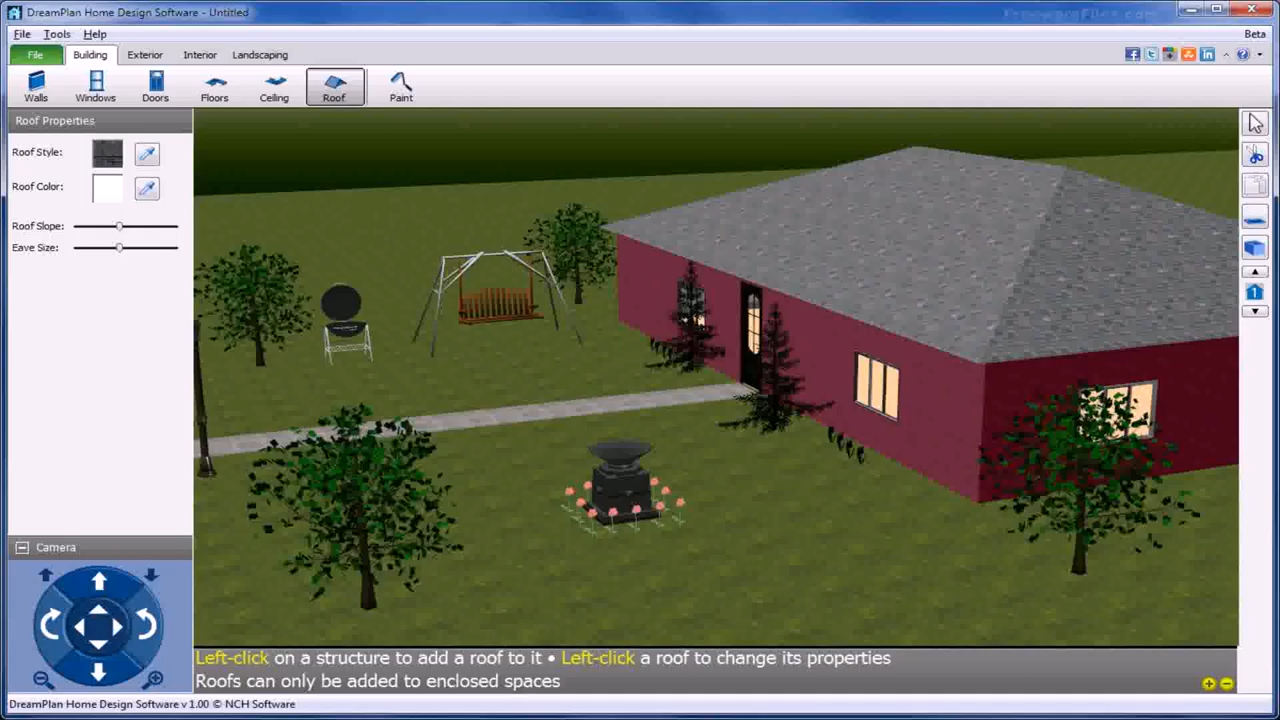 DreamPlan Home Design Software - Untitled
FreewareFiles.com
File Tools Help
Beta
File Building Exterior Interior Landscaping
Walls Windows Doors Floors Ceiling Roof Paint
Roof Properties
Roof Style:
Roof Color:
Roof Slope:
Eave Size:
1
Camera
Left-click on a structure to add a roof to it • Left-click a roof to change its properties
Roofs can only be added to enclosed spaces
DreamPlan Home Design Software v 1.00 © NCH Software